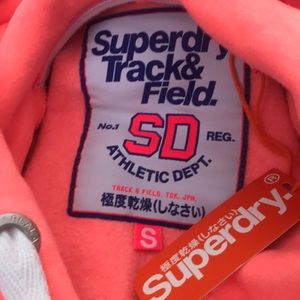 Superdry
Track&
Field.
No.1
SD
REG.
ATHLETIC DEPT.
TRACK & FIELD. TOK. JPN.
極度乾燥(しなさい)
S
極度乾燥(しなさい)
Superdry.®